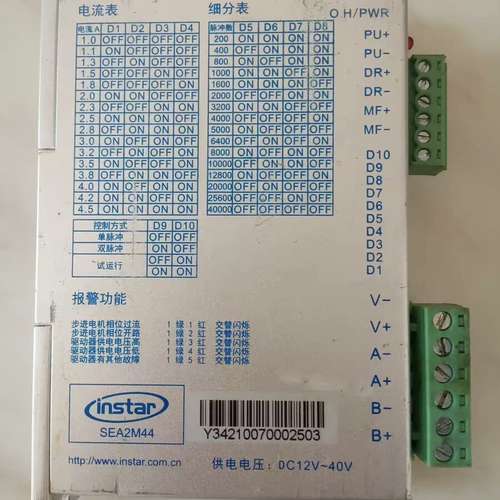 电流表 细分表 O H/PWR
电流 A D1 D2 D3 D4 脉冲数 D5 D6 D7 D8
1.0 OFF OFF OFF OFF 200 OFF OFF OFF OFF
1.1 ON OFF OFF OFF 400 ON OFF OFF OFF
1.3 OFF ON OFF OFF 800 OFF ON OFF OFF
1.5 ON ON OFF OFF 1000 ON ON OFF OFF
1.8 OFF OFF ON OFF 1600 OFF OFF ON OFF
2.0 ON OFF ON OFF 2000 ON OFF ON OFF
2.3 OFF ON ON OFF 3200 OFF ON ON OFF
2.5 ON ON ON OFF 4000 ON ON ON OFF
2.8 OFF OFF OFF ON 5000 OFF OFF OFF ON
3.0 ON OFF OFF ON 6400 ON OFF OFF ON
3.2 OFF ON OFF ON 8000 OFF ON OFF ON
3.5 ON ON OFF ON 10000 ON ON OFF ON
3.8 OFF OFF ON ON 12800 OFF OFF ON ON
4.0 ON OFF ON ON 20000 ON OFF ON ON
4.2 OFF ON ON ON 25600 OFF ON ON ON
4.5 ON ON ON ON 40000 ON ON ON ON
控制方式 D9 D10
单脉冲 OFF OFF
双脉冲 ON OFF
试运行 OFF ON
ON ON
PU+
PU-
DR+
DR-
MF+
MF-
D10
D9
D8
D7
D6
D5
D4
D3
D2
D1
V-
V+
A-
A+
B-
B+
报警功能
步进电机相位过流 1 绿 1 红 交替闪烁
步进电机相位开路 1 绿 2 红 交替闪烁
驱动器供电电压高 1 绿 3 红 交替闪烁
驱动器供电电压低 1 绿 4 红 交替闪烁
驱动器有其他故障 1 绿 5 红 交替闪烁
instar
SEA2M44
Y34210070002503
http://www.instar.com.cn 供电电压：DC12V~40V